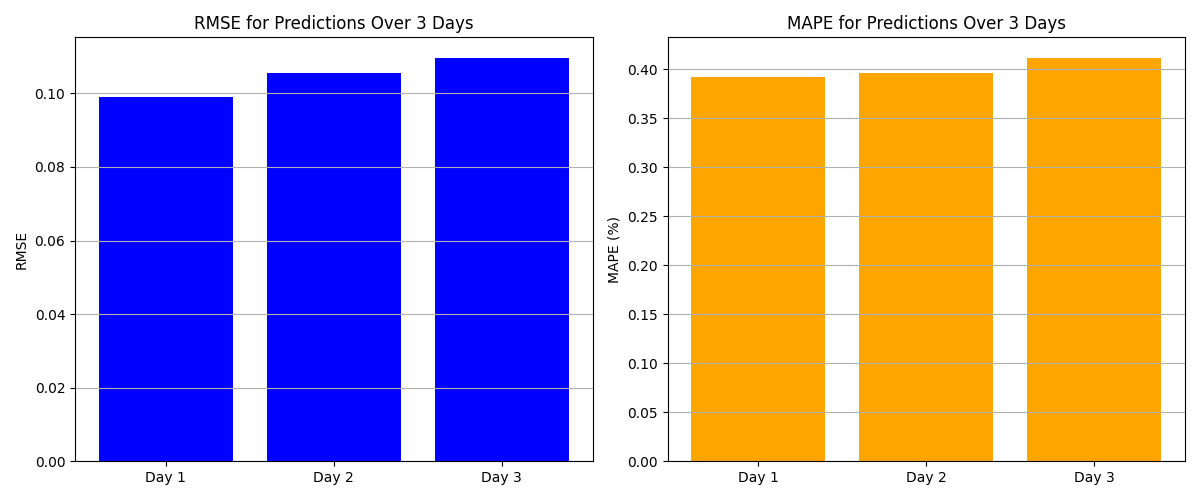 RMSE for Predictions Over 3 Days
RMSE
0.10
0.08
0.06
0.04
0.02
0.00
Day 1
Day 2
Day 3
MAPE for Predictions Over 3 Days
MAPE (%)
0.40
0.35
0.30
0.25
0.20
0.15
0.10
0.05
0.00
Day 1
Day 2
Day 3